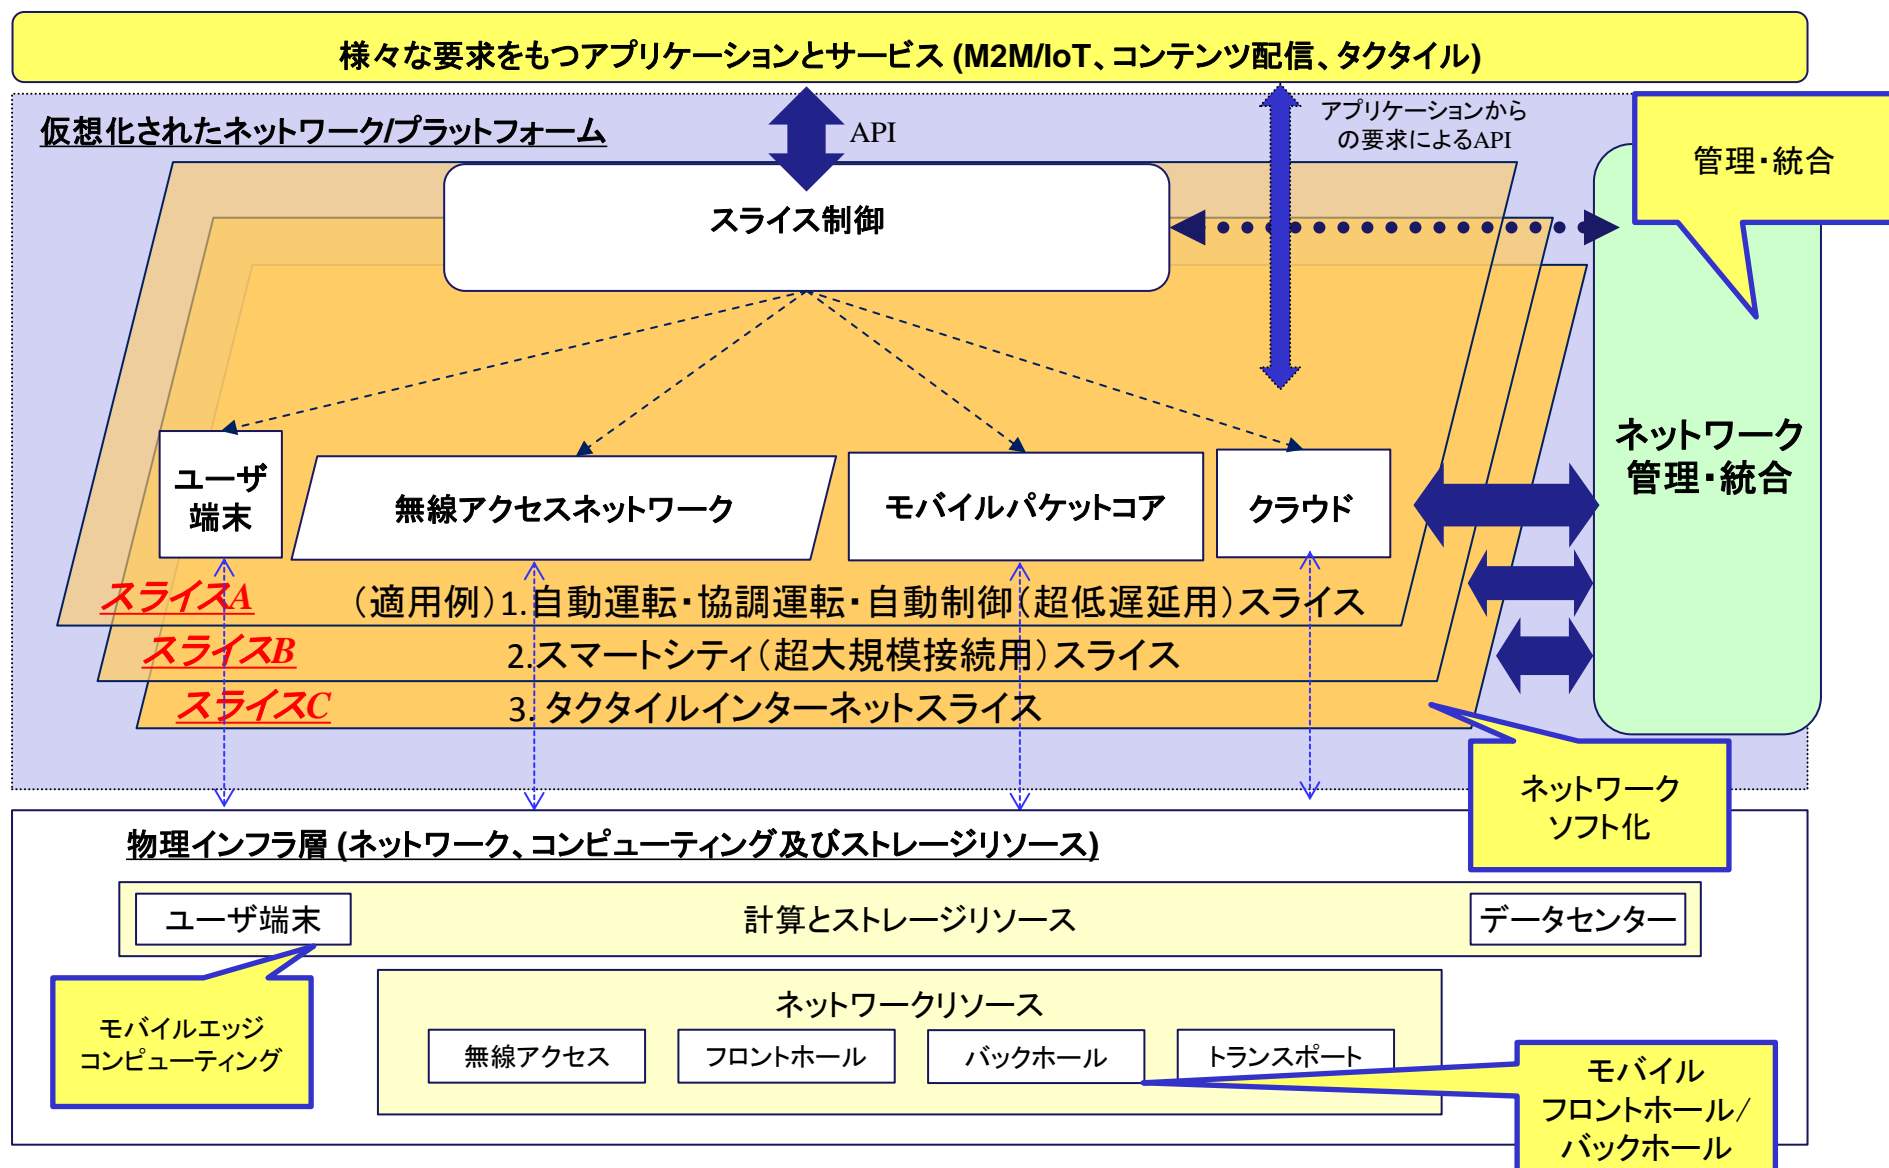 様々な要求をもつアプリケーションとサービス (M2M/IoT、コンテンツ配信、タクタイル)
仮想化されたネットワーク/プラットフォーム
API
アプリケーションから
の要求によるAPI
管理・統合
スライス制御
ネットワーク
管理・統合
ユーザ
端末
無線アクセスネットワーク
モバイルパケットコア
クラウド
スライスA
(適用例)1.自動運転・協調運転・自動制御(超低遅延用)スライス
スライスB
2.スマートシティ(超大規模接続用)スライス
スライスC
3. タクタイルインターネットスライス
ネットワーク
ソフト化
物理インフラ層 (ネットワーク、コンピューティング及びストレージリソース)
ユーザ端末
計算とストレージリソース
データセンター
モバイルエッジ
コンピューティング
ネットワークリソース
無線アクセス
フロントホール
バックホール
トランスポート
モバイル
フロントホール/
バックホール